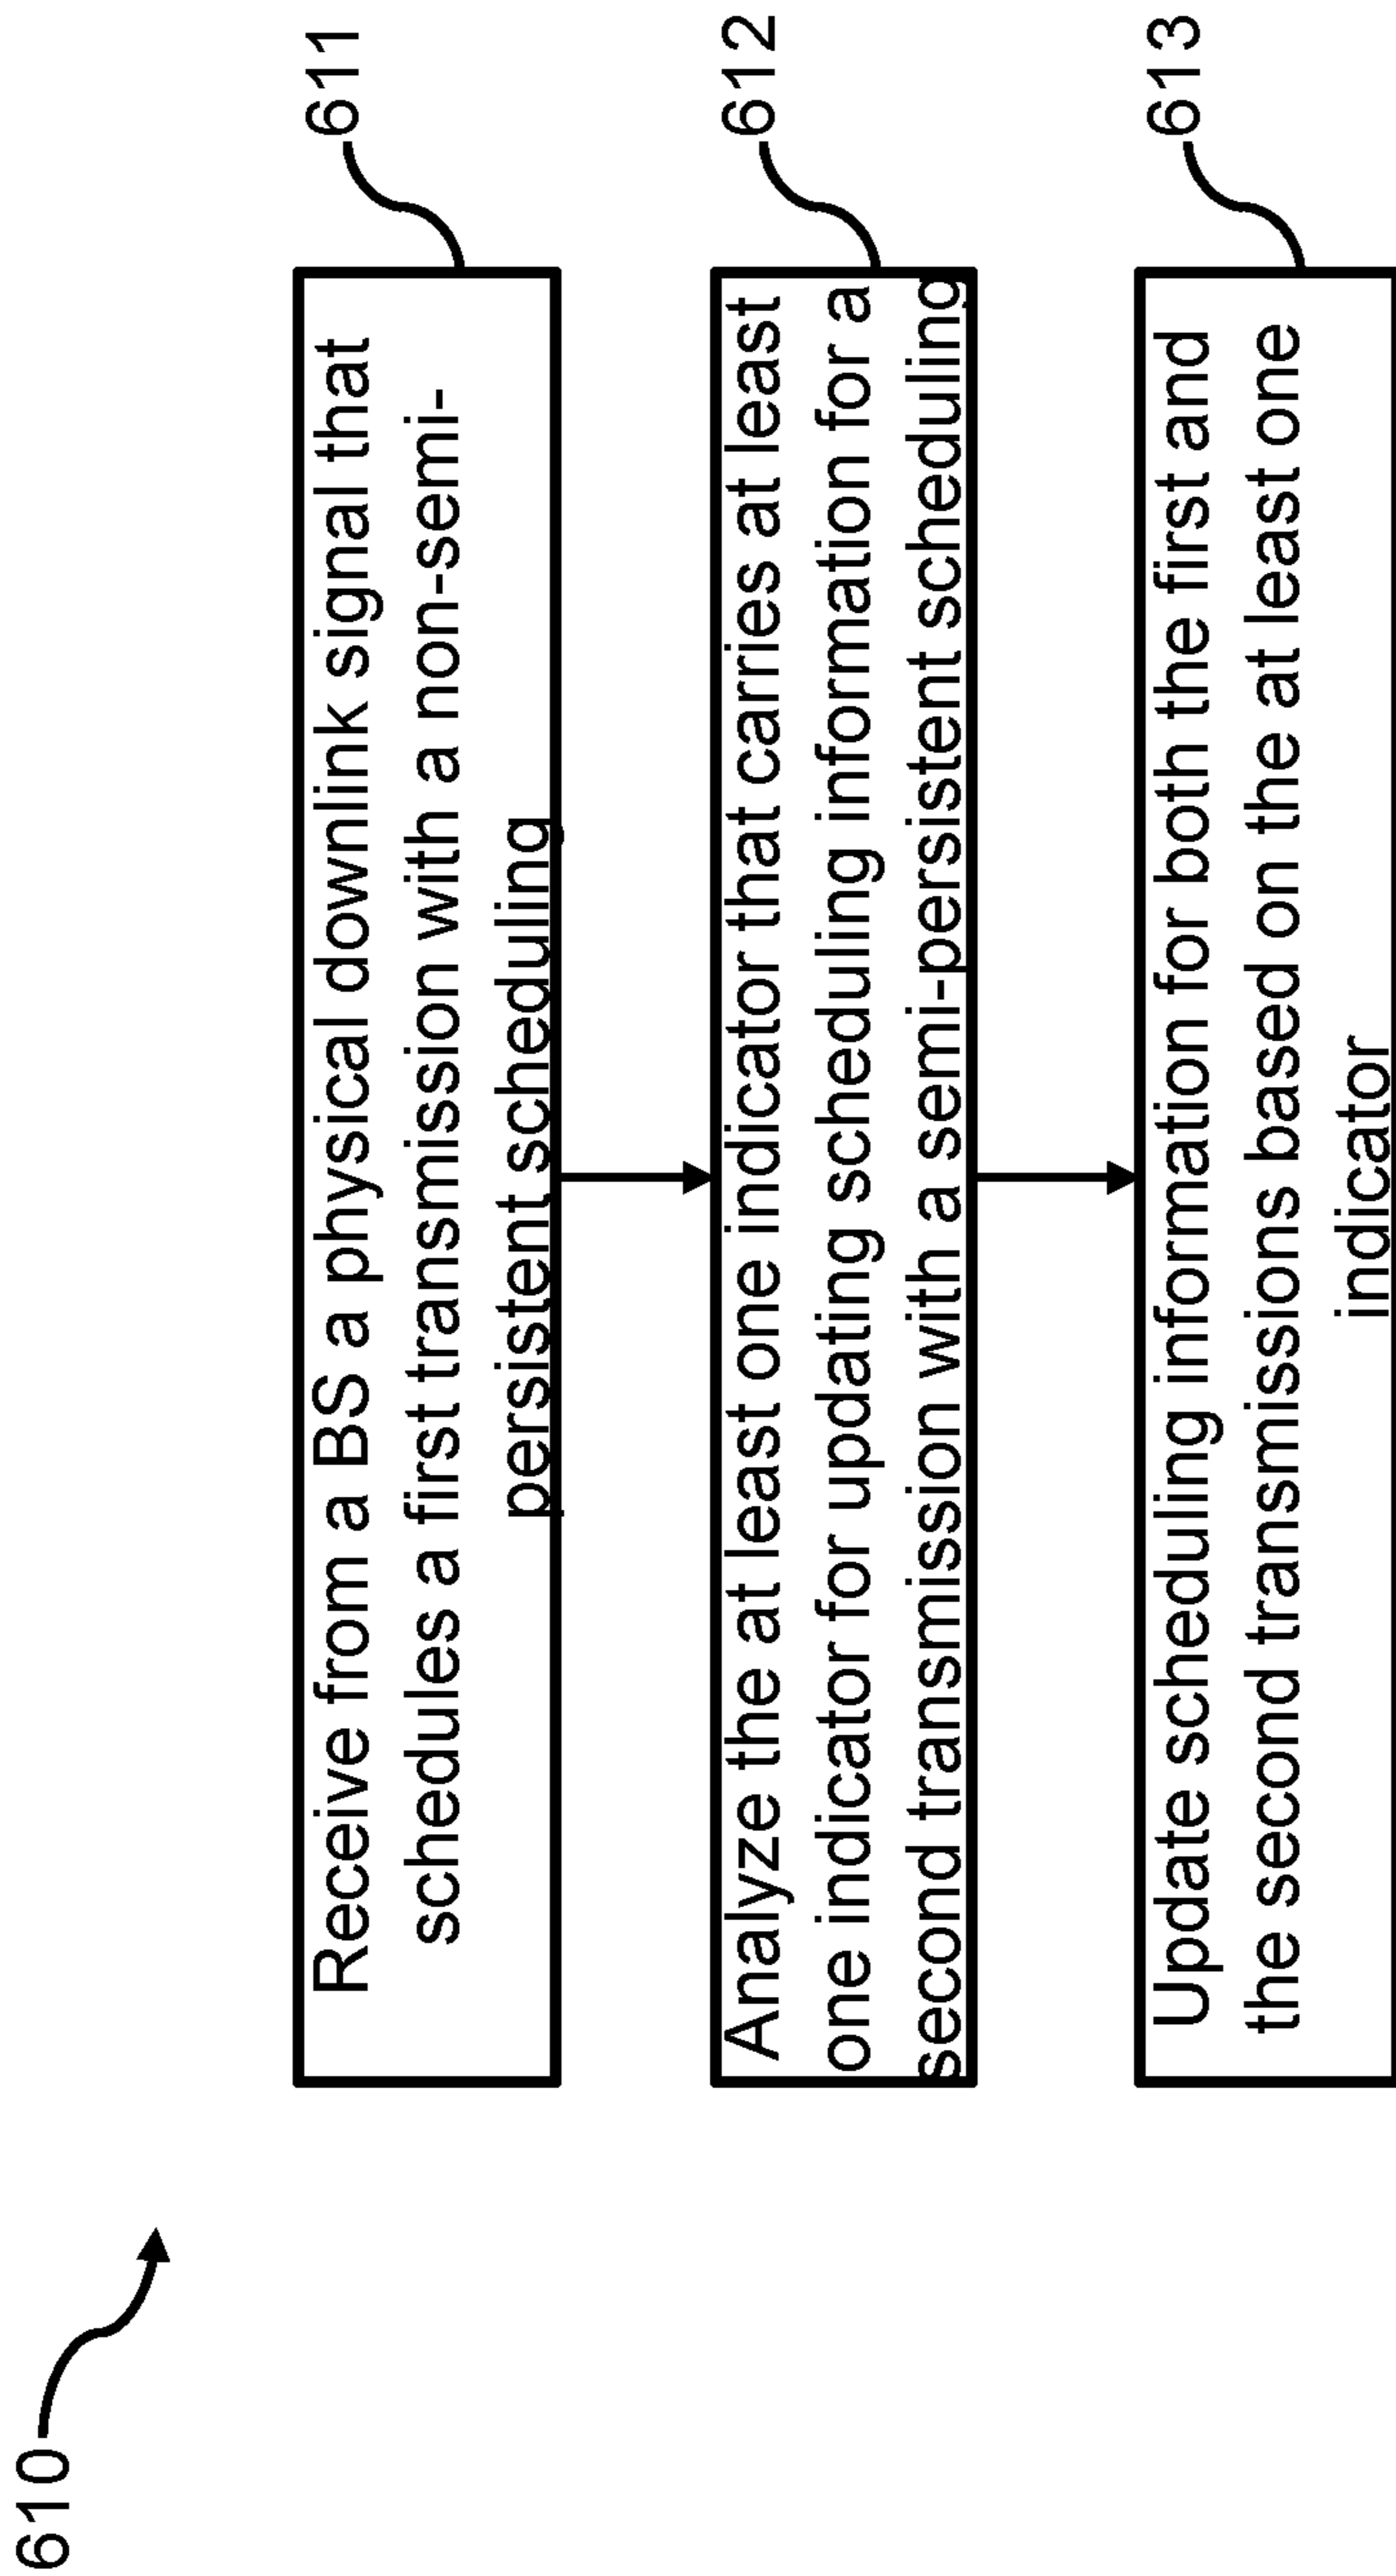 610
Receive from a BS a physical downlink signal that
schedules a first transmission with a non-semi-
persistent scheduling
611
Analyze the at least one indicator that carries at least
one indicator for updating scheduling information for a
second transmission with a semi-persistent scheduling
612
Update scheduling information for both the first and
the second transmissions based on the at least one
indicator
613